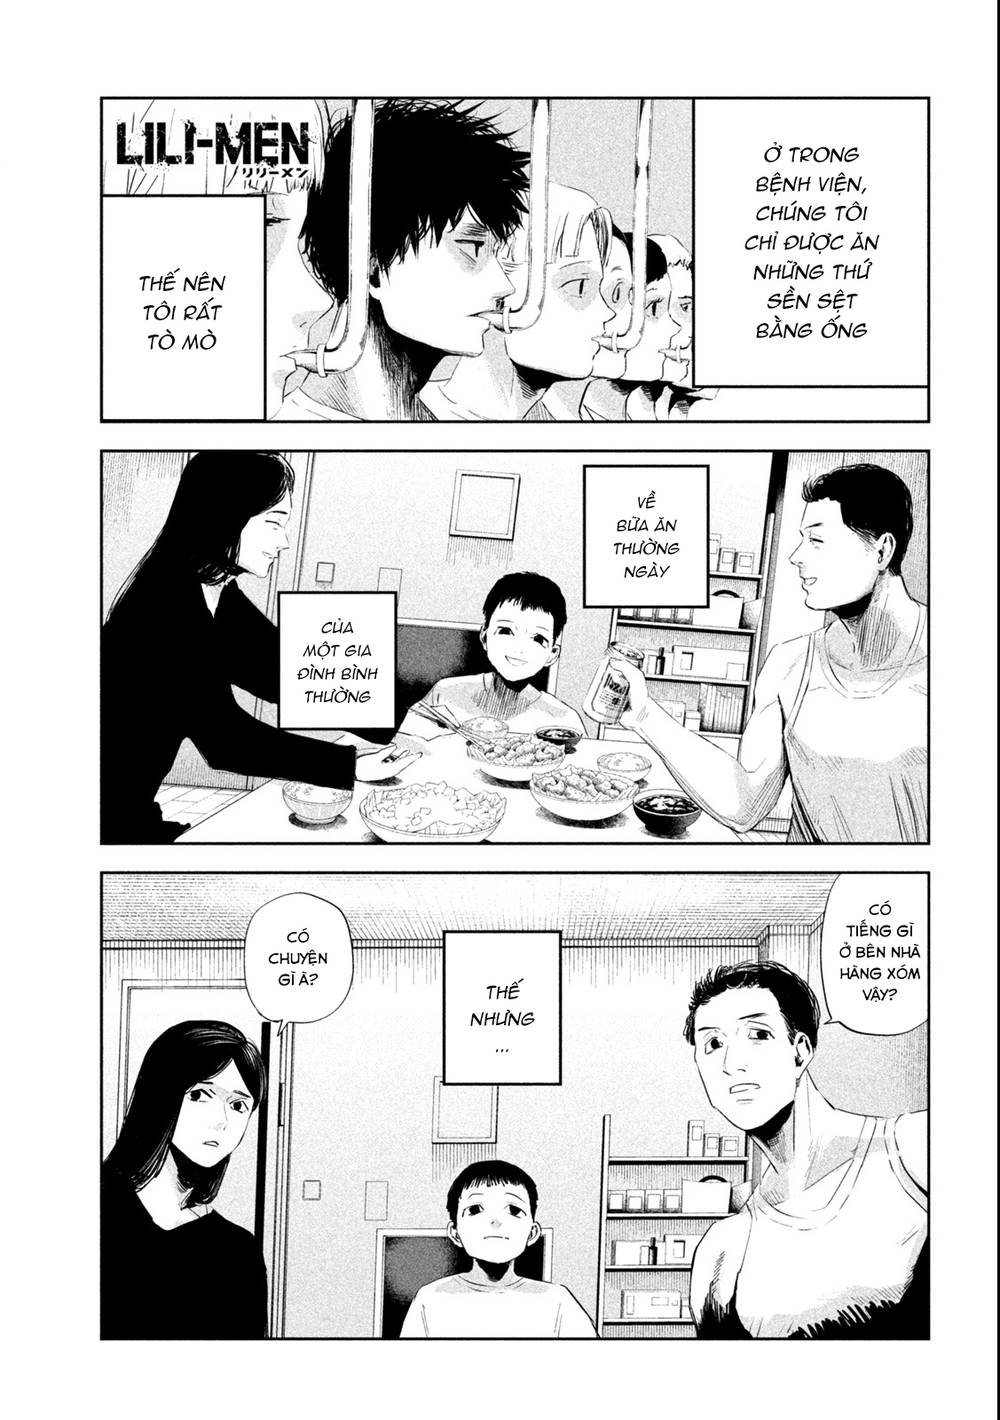 LILI-MEN
リリーメン
Ở TRONG
BỆNH VIỆN,
CHÚNG TÔI
CHỈ ĐƯỢC ĂN
NHỮNG THỨ
SỀN SỆT
BẰNG ỐNG
THẾ NÊN
TÔI RẤT
TÒ MÒ
VỀ
BỮA ĂN
THƯỜNG
NGÀY
CỦA
MỘT GIA
ĐÌNH BÌNH
THƯỜNG
CÓ
TIẾNG GÌ
Ở BÊN NHÀ
HÀNG XÓM
VẬY?
THẾ
NHƯNG
...
CÓ
CHUYỆN
GÌ À?